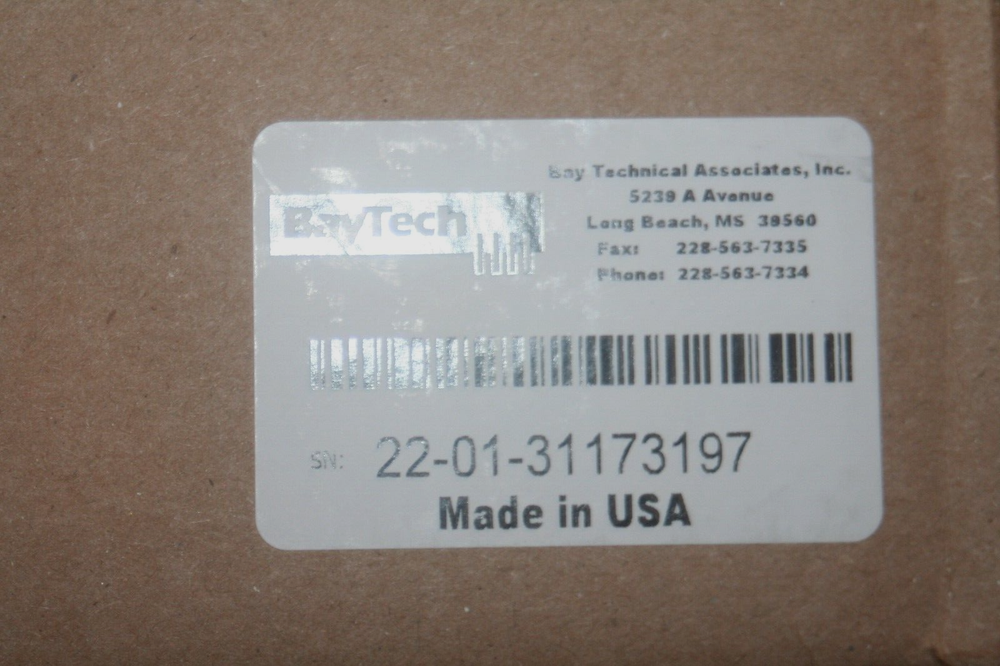 BayTech
Bay Technical Associates, Inc.
5239 A Avenue
Long Beach, MS 39560
Fax: 228-563-7335
Phone: 228-563-7334
SN: 22-01-31173197
Made in USA